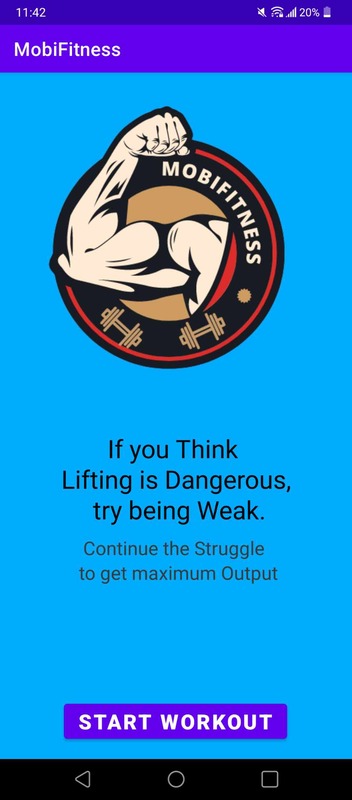 11:42
20%
MobiFitness
MOBIFITNESS
If you Think
Lifting is Dangerous,
try being Weak.
Continue the Struggle
to get maximum Output
START WORKOUT